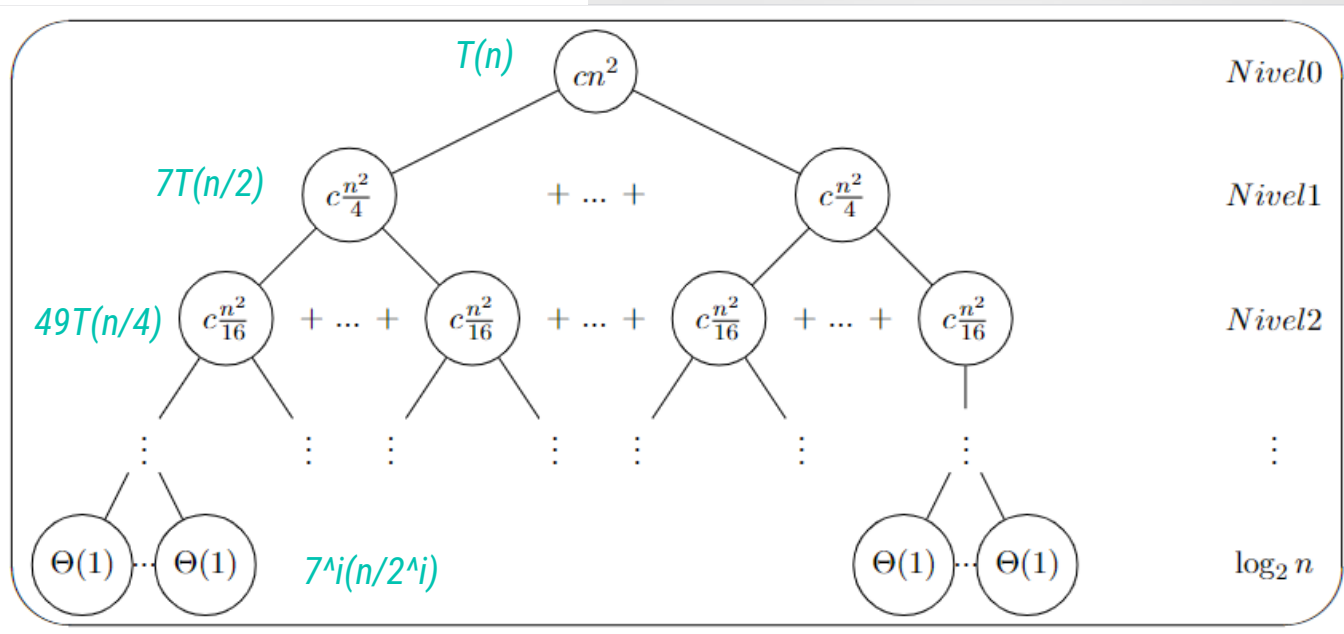 T(n) cn² Nivel0
7T(n/2) c n²/4 + ... + c n²/4 Nivel1
49T(n/4) c n²/16 + ... + c n²/16 + ... + c n²/16 + ... + c n²/16 Nivel2
⋮ ⋮ ⋮ ⋮ ⋮ ⋮ ⋮ ⋮
Θ(1) ... Θ(1) 7^i(n/2^i) Θ(1) ... Θ(1) log₂ n